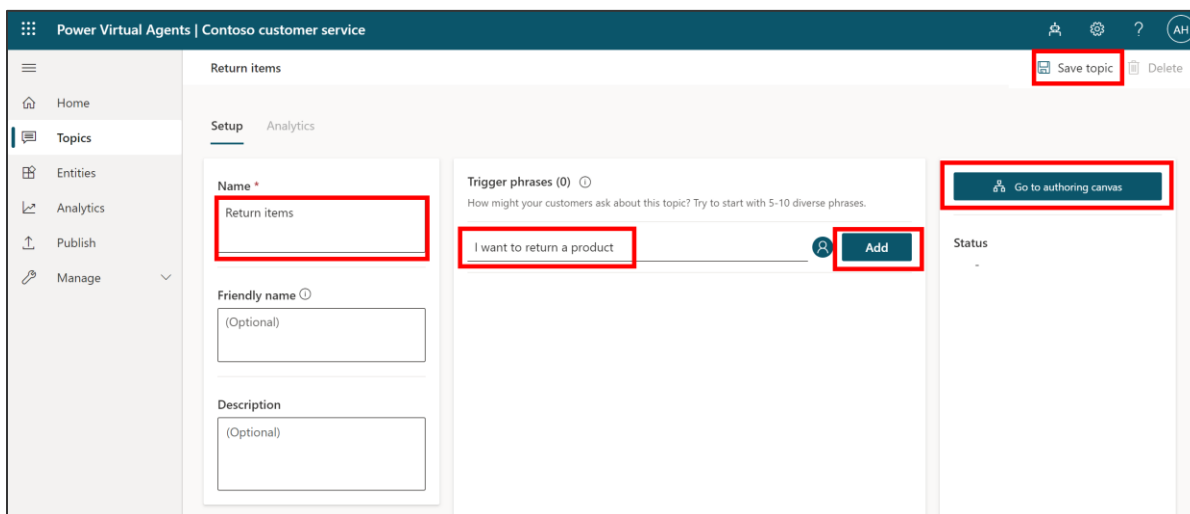 Power Virtual Agents | Contoso customer service
?
AH
Return items
Save topic
Delete
Home
Topics
Entities
Analytics
Publish
Manage
Setup
Analytics
Name *
Return items
Friendly name
(Optional)
Description
(Optional)
Trigger phrases (0)
How might your customers ask about this topic? Try to start with 5-10 diverse phrases.
I want to return a product
Add
Go to authoring canvas
Status
-